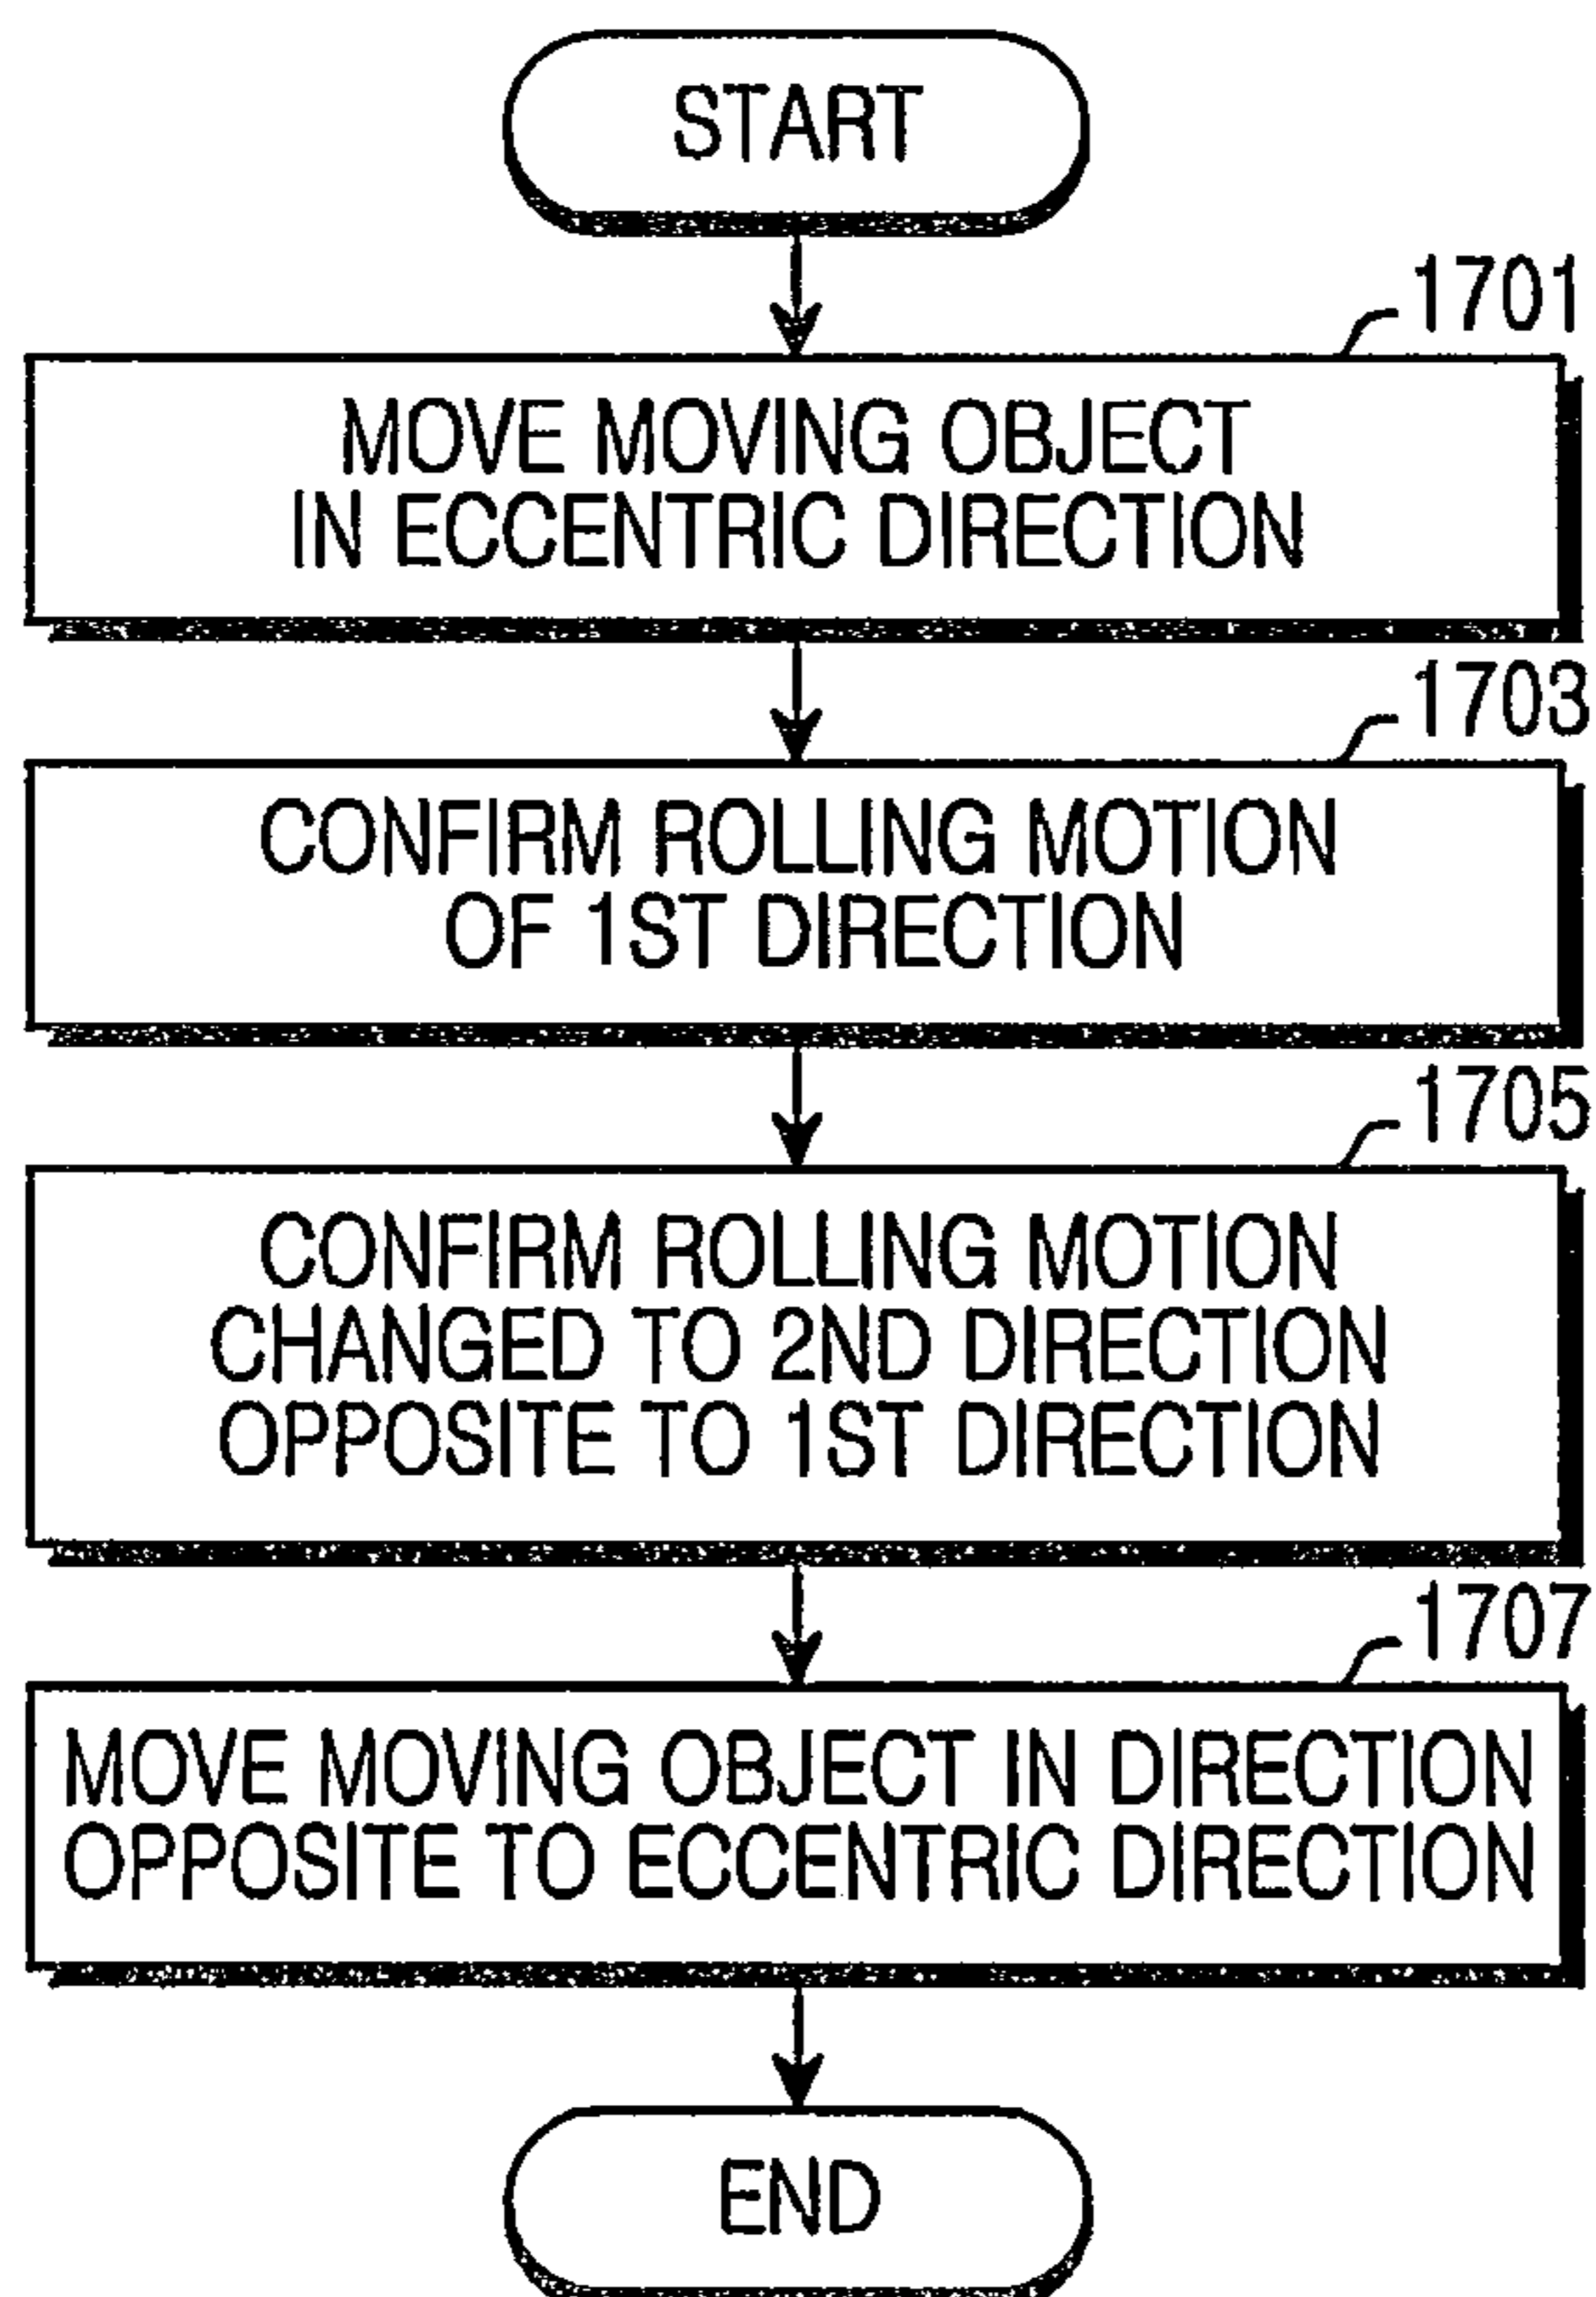 START
1701
MOVE MOVING OBJECT
IN ECCENTRIC DIRECTION
1703
CONFIRM ROLLING MOTION
OF 1ST DIRECTION
1705
CONFIRM ROLLING MOTION
CHANGED TO 2ND DIRECTION
OPPOSITE TO 1ST DIRECTION
1707
MOVE MOVING OBJECT IN DIRECTION
OPPOSITE TO ECCENTRIC DIRECTION
END